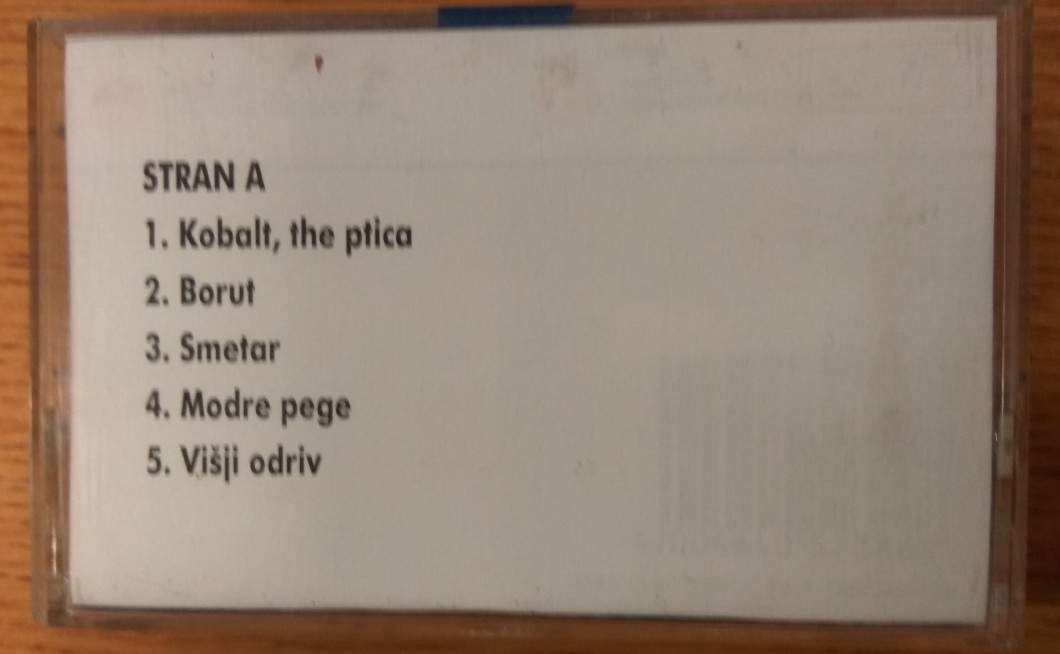 STRAN A
1. Kobalt, the ptica
2. Borut
3. Smetar
4. Modre pege
5. Višji odriv